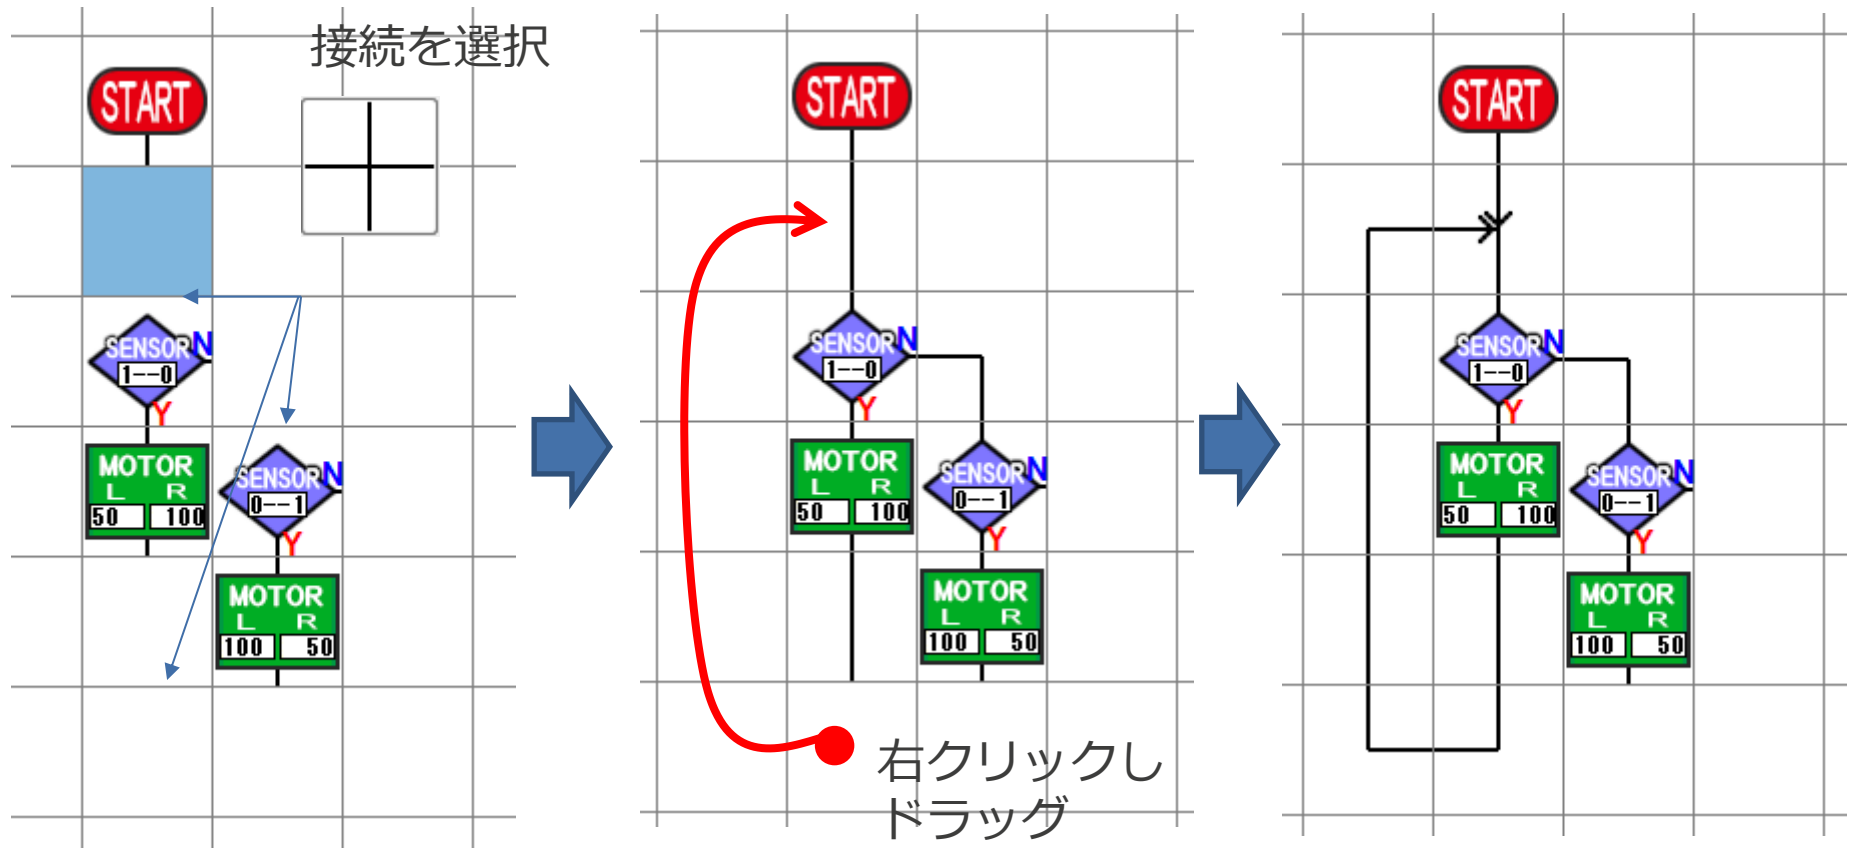 接続を選択
START
SENSOR N
1--0
Y
MOTOR
L R
50 100
SENSOR N
0--1
Y
MOTOR
L R
100 50
START
SENSOR N
1--0
Y
MOTOR
L R
50 100
SENSOR N
0--1
Y
MOTOR
L R
100 50
右クリックし
ドラッグ
START
SENSOR N
1--0
Y
MOTOR
L R
50 100
SENSOR N
0--1
Y
MOTOR
L R
100 50